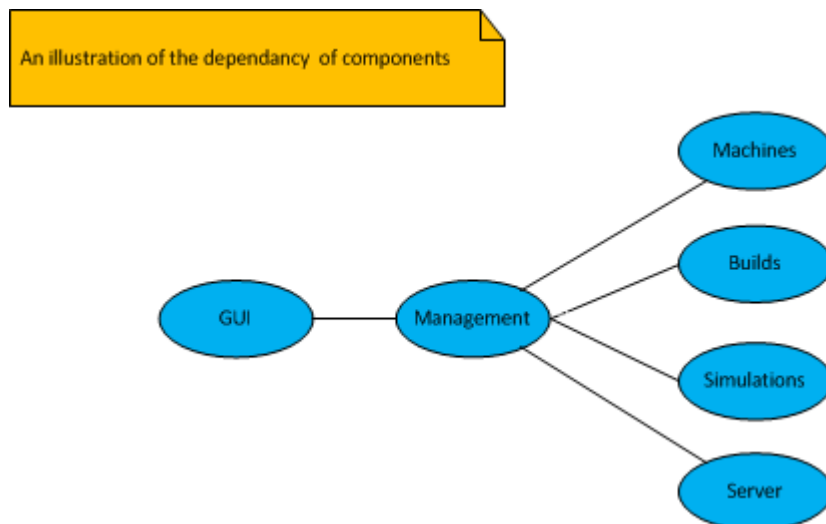 An illustration of the dependancy of components
Machines
Builds
GUI
Management
Simulations
Server